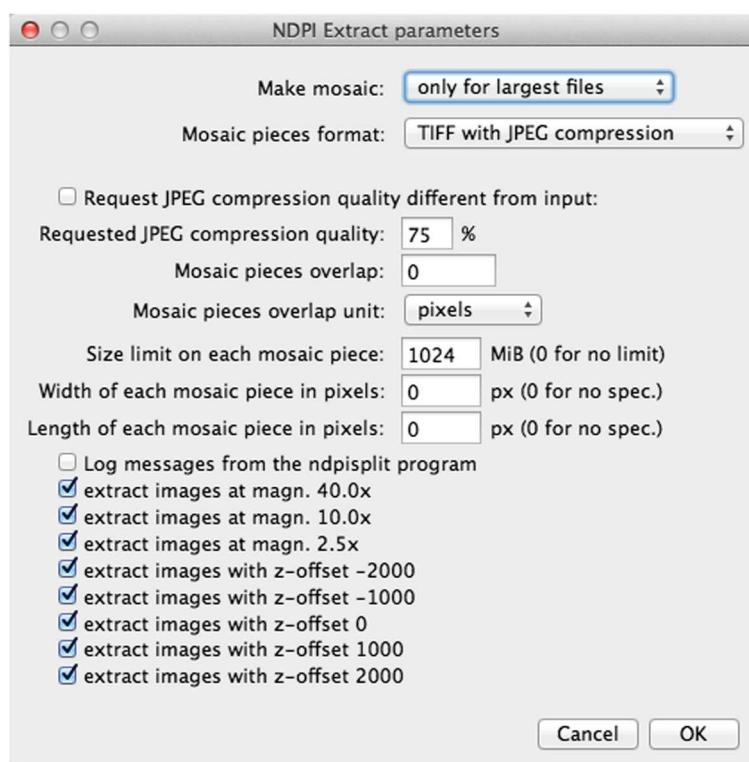 NDPI Extract parameters
Make mosaic: only for largest files
Mosaic pieces format: TIFF with JPEG compression
Request JPEG compression quality different from input:
Requested JPEG compression quality: 75 %
Mosaic pieces overlap: 0
Mosaic pieces overlap unit: pixels
Size limit on each mosaic piece: 1024 MiB (0 for no limit)
Width of each mosaic piece in pixels: 0 px (0 for no spec.)
Length of each mosaic piece in pixels: 0 px (0 for no spec.)
Log messages from the ndpisplit program
extract images at magn. 40.0x
extract images at magn. 10.0x
extract images at magn. 2.5x
extract images with z-offset -2000
extract images with z-offset -1000
extract images with z-offset 0
extract images with z-offset 1000
extract images with z-offset 2000
Cancel OK